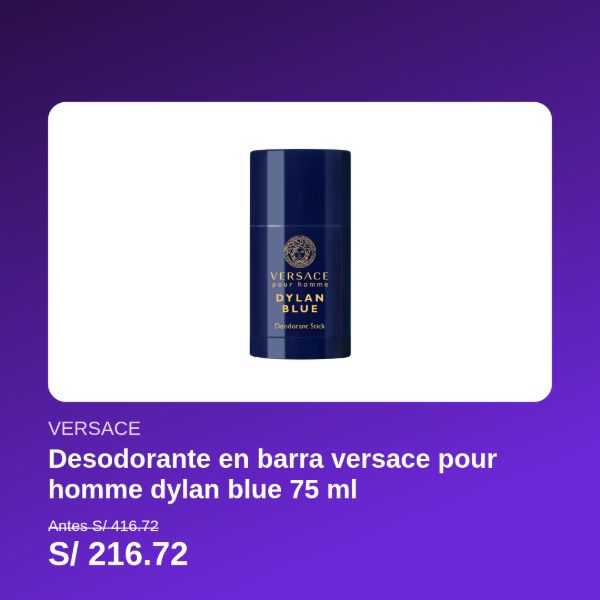 VERSACE
pour homme
DYLAN
BLUE
Deodorant Stick
VERSACE
Desodorante en barra versace pour
homme dylan blue 75 ml
Antes S/ 416.72
S/ 216.72